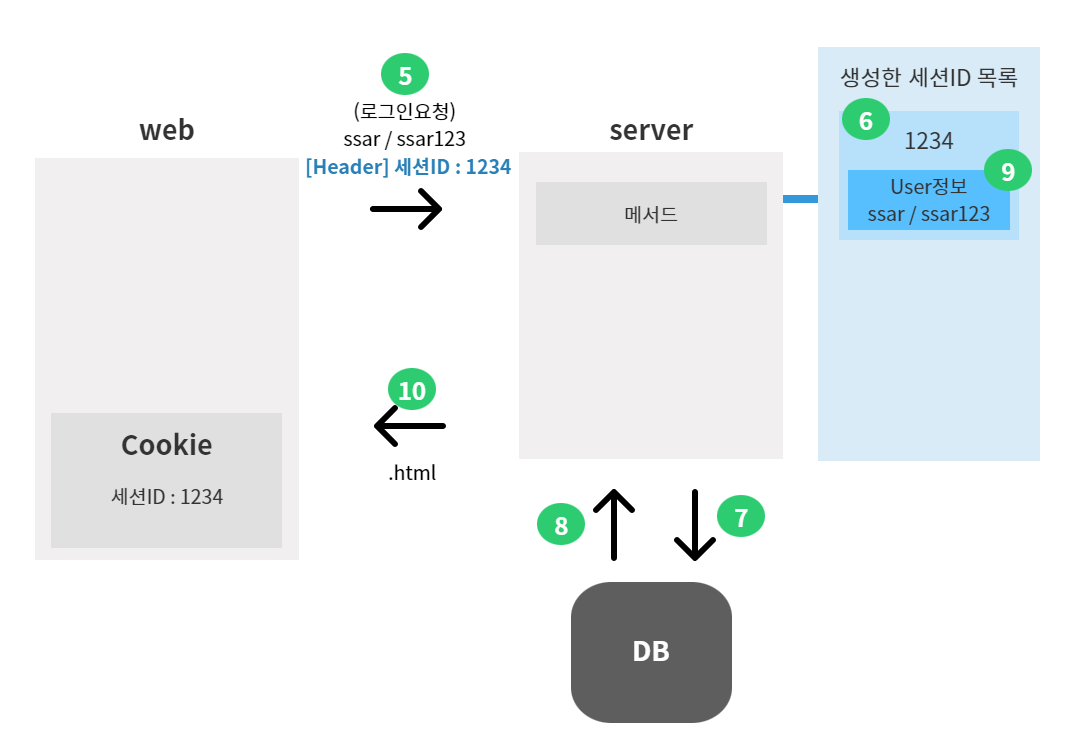 web
5
(로그인요청)
ssar / ssar123
[Header] 세션ID : 1234
server
메서드
생성한 세션ID 목록
6
1234
9
User정보
ssar / ssar123
10
.html
Cookie
세션ID : 1234
8
7
DB